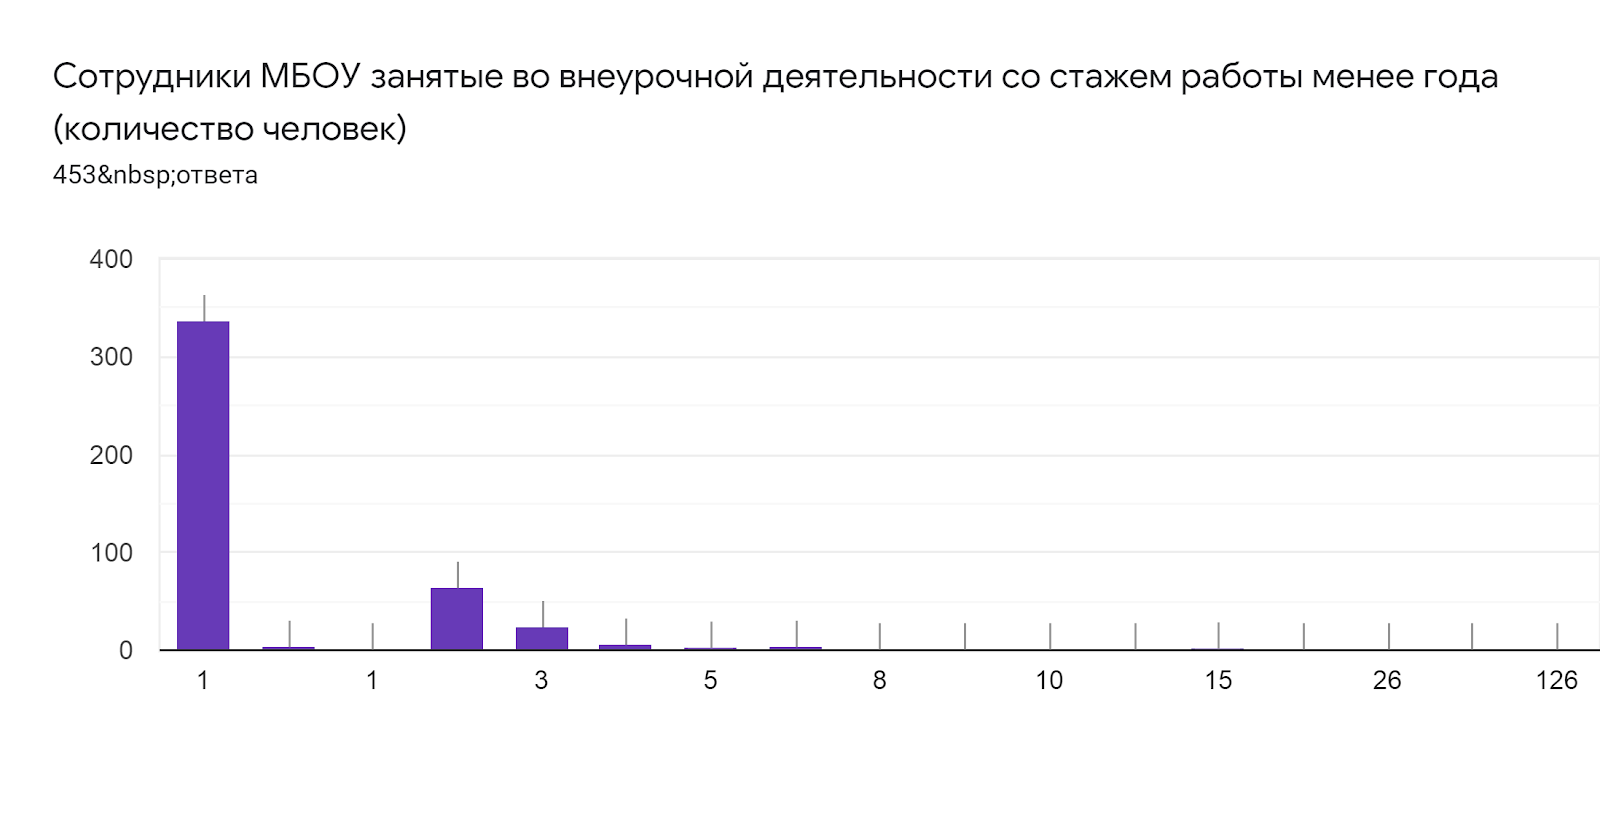 Сотрудники МБОУ занятые во внеурочной деятельности со стажем работы менее года
(количество человек)
453&nbsp;ответа
400
300
200
100
0
1 1 3 5 8 10 15 26 126